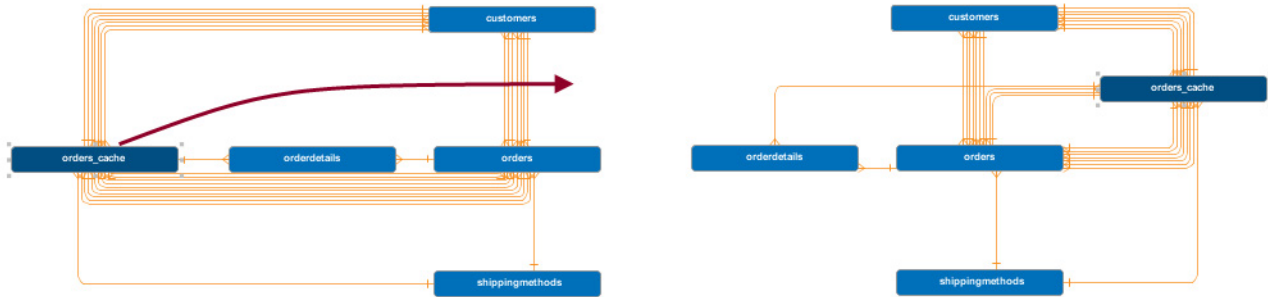 customers
orders_cache
orderdetails
orders
shippingmethods
customers
orders_cache
orderdetails
orders
shippingmethods